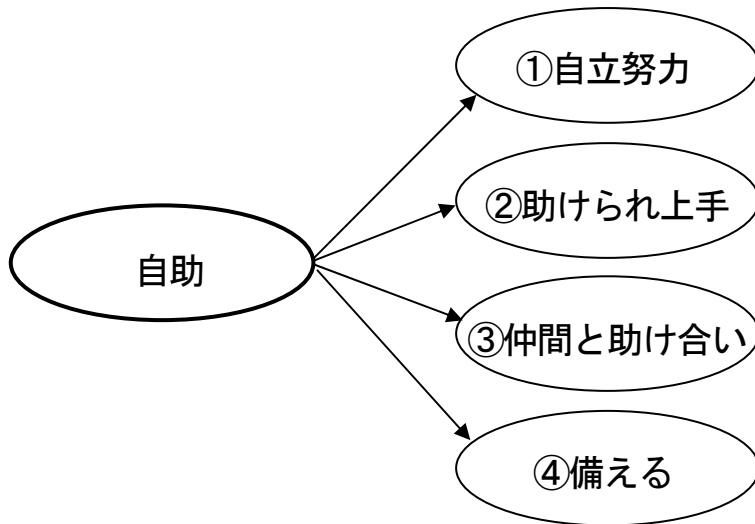 ①自立努力
②助けられ上手
自助
③仲間と助け合い
④備える